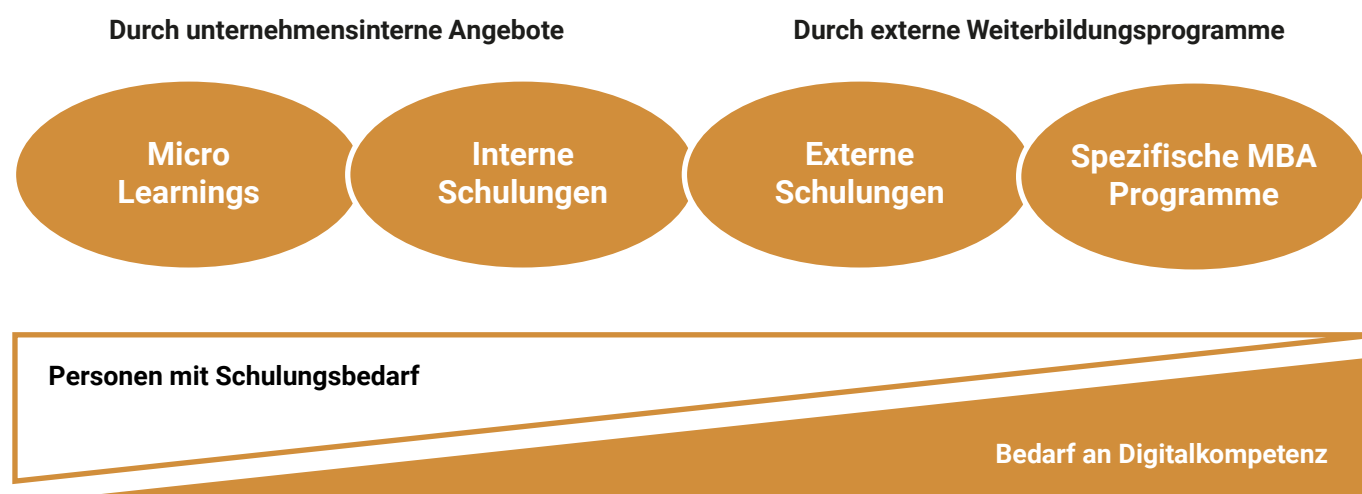 Durch unternehmensinterne Angebote
Durch externe Weiterbildungsprogramme
Micro
Learnings
Interne
Schulungen
Externe
Schulungen
Spezifische MBA
Programme
Personen mit Schulungsbedarf
Bedarf an Digitalkompetenz